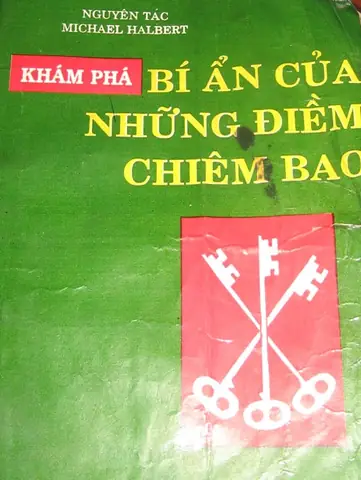 NGUYÊN TÁC
MICHAEL HALBERT
KHÁM PHÁ BÍ ẨN CỦA
NHỮNG ĐIỀM
CHIÊM BAO